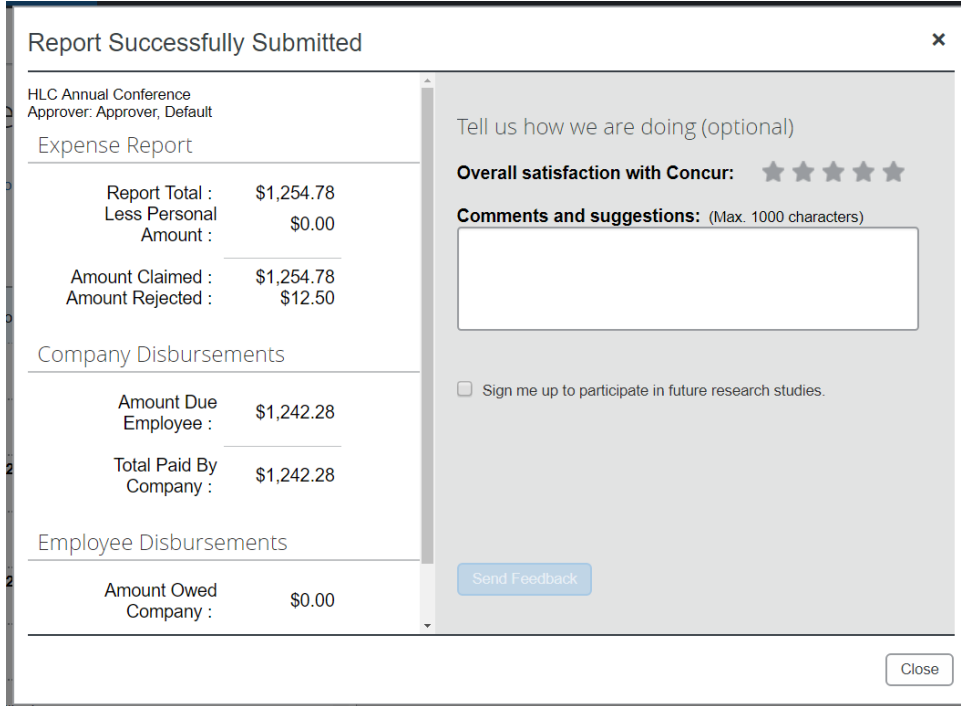 Report Successfully Submitted
×
HLC Annual Conference
Approver: Approver, Default
Expense Report
Report Total : $1,254.78
Less Personal
Amount : $0.00
Amount Claimed : $1,254.78
Amount Rejected : $12.50
Company Disbursements
Amount Due
Employee : $1,242.28
Total Paid By
Company : $1,242.28
Employee Disbursements
Amount Owed
Company : $0.00
Tell us how we are doing (optional)
Overall satisfaction with Concur:
Comments and suggestions: (Max. 1000 characters)
Sign me up to participate in future research studies.
Send Feedback
Close